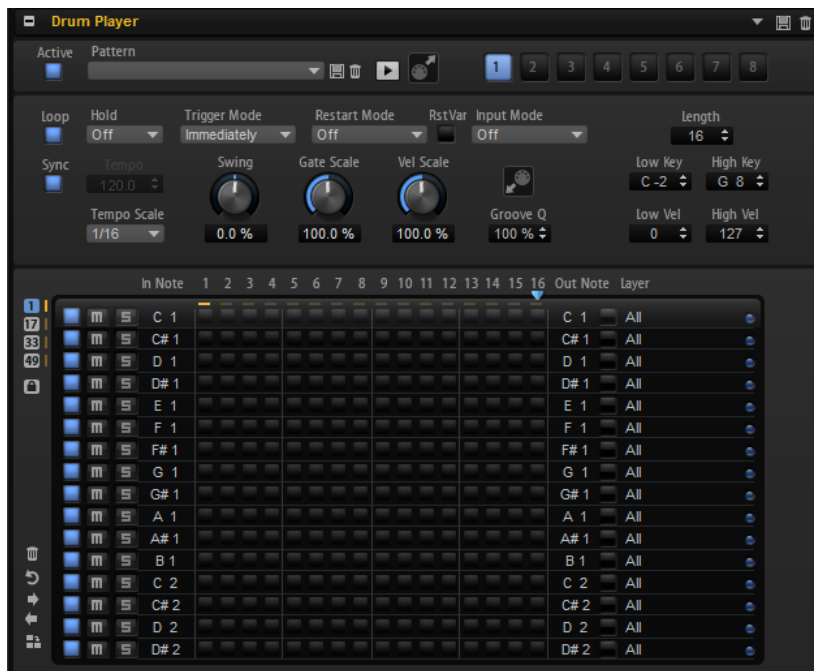 Drum Player
Active Pattern
1 2 3 4 5 6 7 8
Loop Hold Trigger Mode Restart Mode RstVar Input Mode Length
Off Immediately Off Off 16
Sync Tempo Swing Gate Scale Vel Scale Low Key High Key
120.0 C -2 G 8
Tempo Scale Groove Q Low Vel High Vel
1/16 0.0 % 100.0 % 100.0 % 100 % 0 127
In Note 1 2 3 4 5 6 7 8 9 10 11 12 13 14 15 16 Out Note Layer
1 m S C 1 C 1 All
17 m S C# 1 C# 1 All
33 m S D 1 D 1 All
49 m S D# 1 D# 1 All
m S E 1 E 1 All
m S F 1 F 1 All
m S F# 1 F# 1 All
m S G 1 G 1 All
m S G# 1 G# 1 All
m S A 1 A 1 All
m S A# 1 A# 1 All
m S B 1 B 1 All
m S C 2 C 2 All
m S C# 2 C# 2 All
m S D 2 D 2 All
m S D# 2 D# 2 All